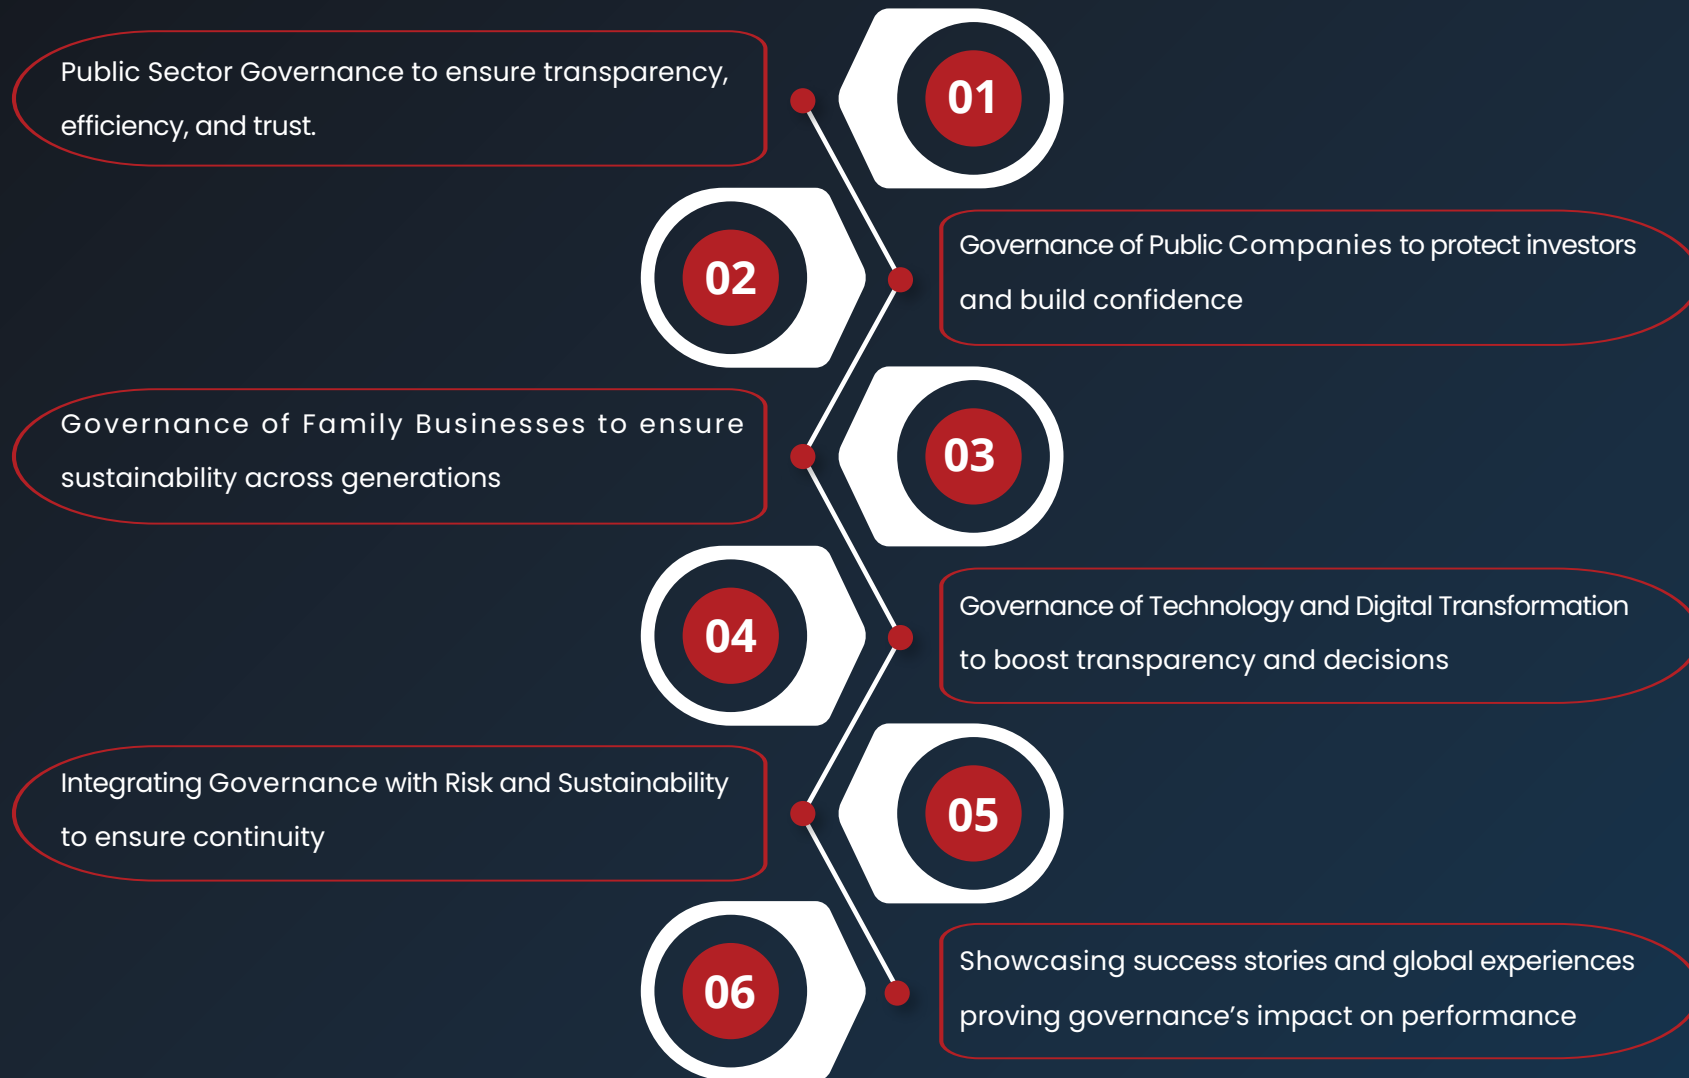 Public Sector Governance to ensure transparency,
efficiency, and trust.
01
02
Governance of Public Companies to protect investors
and build confidence
Governance of Family Businesses to ensure
sustainability across generations
03
04
Governance of Technology and Digital Transformation
to boost transparency and decisions
Integrating Governance with Risk and Sustainability
to ensure continuity
05
06
Showcasing success stories and global experiences
proving governance’s impact on performance